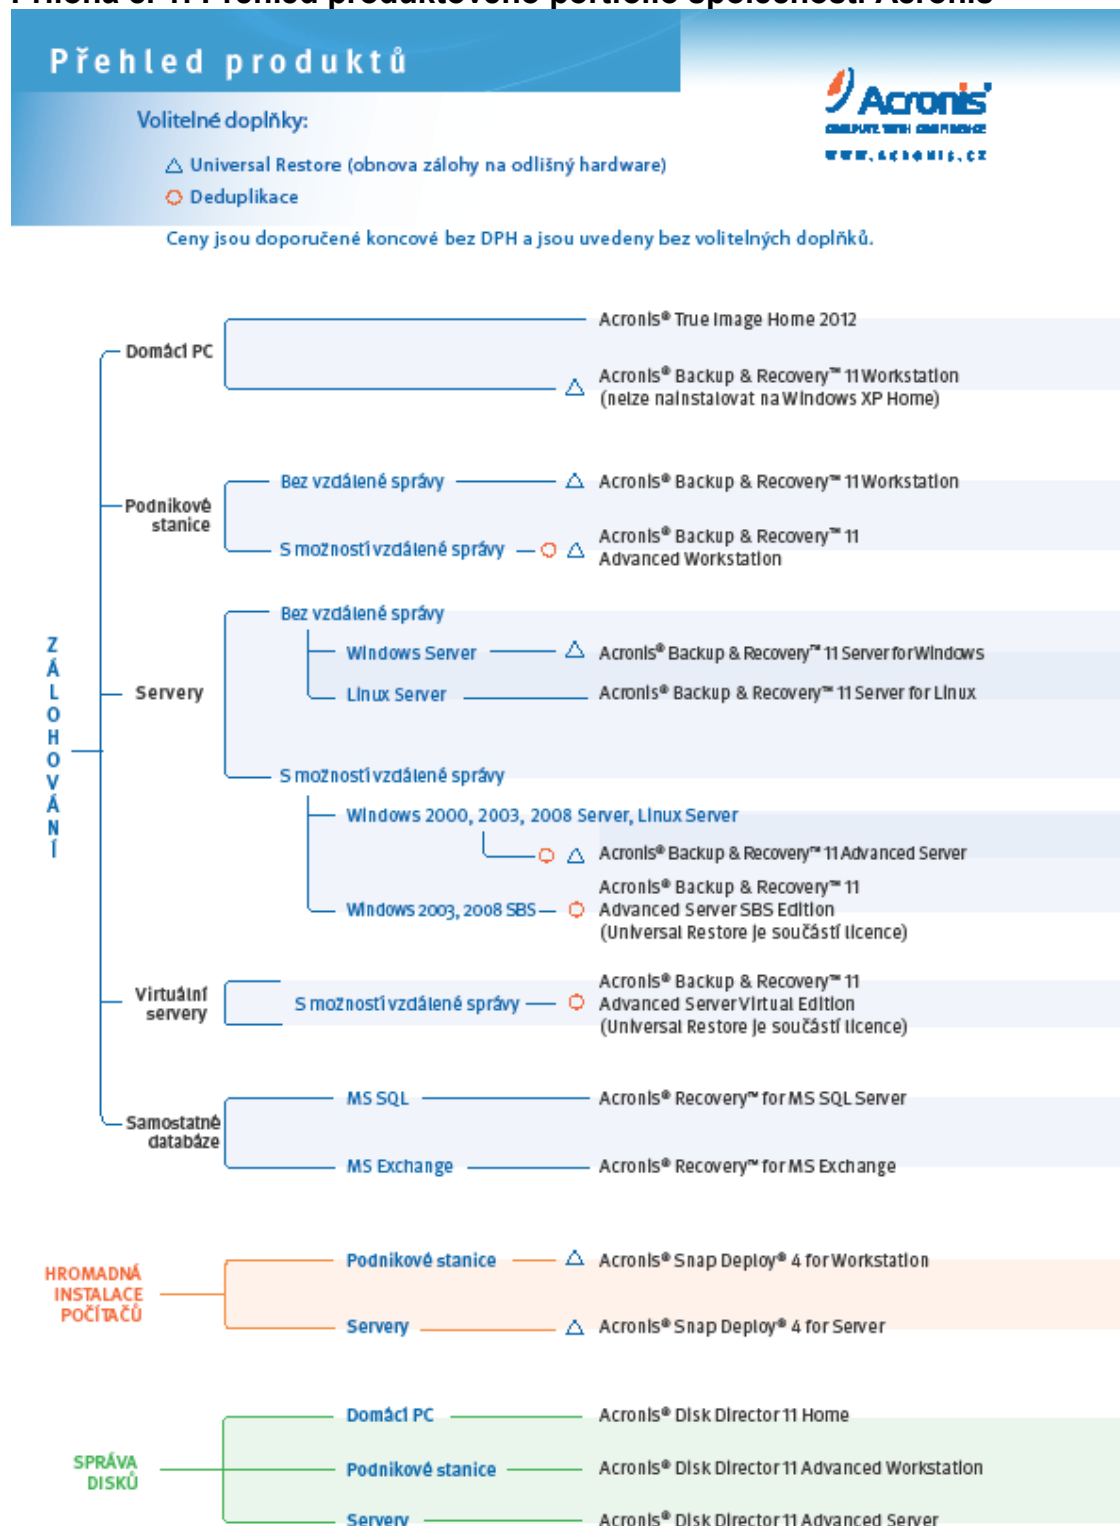 Příloha č. 1: Přehled produktového portfolio společnosti Acronis
Přehled produktů
Acronis
COMPUTE WITH CONFIDENCE
www.acronis.cz
Volitelné doplňky:
Universal Restore (obnova zálohy na odlišný hardware)
Deduplikace
Ceny jsou doporučené koncové bez DPH a jsou uvedeny bez volitelných doplňků.
ZÁLOHOVÁNÍ
Domácí PC
Acronis® True Image Home 2012
Acronis® Backup & Recovery™ 11 Workstation
(nelze nainstalovat na Windows XP Home)
Podnikové
stanice
Bez vzdálené správy
Acronis® Backup & Recovery™ 11 Workstation
S možností vzdálené správy
Acronis® Backup & Recovery™ 11
Advanced Workstation
Servery
Bez vzdálené správy
Windows Server
Acronis® Backup & Recovery™ 11 Server for Windows
Linux Server
Acronis® Backup & Recovery™ 11 Server for Linux
S možností vzdálené správy
Windows 2000, 2003, 2008 Server, Linux Server
Acronis® Backup & Recovery™ 11 Advanced Server
Windows 2003, 2008 SBS
Acronis® Backup & Recovery™ 11
Advanced Server SBS Edition
(Universal Restore je součástí licence)
Virtuální
servery
S možností vzdálené správy
Acronis® Backup & Recovery™ 11
Advanced Server Virtual Edition
(Universal Restore je součástí licence)
Samostatné
databáze
MS SQL
Acronis® Recovery™ for MS SQL Server
MS Exchange
Acronis® Recovery™ for MS Exchange
HROMADNÁ
INSTALACE
POČÍTAČŮ
Podnikové stanice
Acronis® Snap Deploy® 4 for Workstation
Servery
Acronis® Snap Deploy® 4 for Server
SPRÁVA
DISKŮ
Domácí PC
Acronis® Disk Director 11 Home
Podnikové stanice
Acronis® Disk Director 11 Advanced Workstation
Servery
Acronis® Disk Director 11 Advanced Server